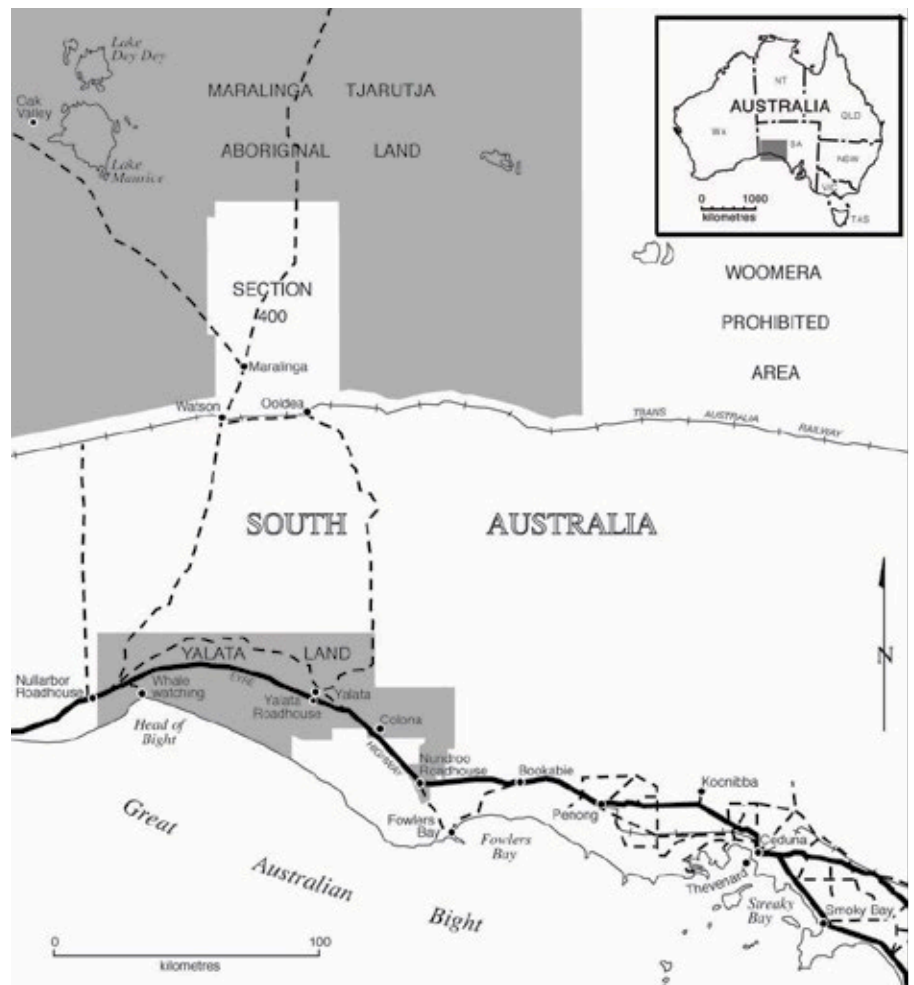 Lake
Dey Dey
Oak
Valley
Lake
Maurice
MARALINGA TJARUTJA
ABORIGINAL LAND
NT
AUSTRALIA
QLD
WA
SA
NSW
VIC
TAS
0 1000
kilometres
WOOMERA
PROHIBITED
AREA
SECTION
400
Maralinga
Watson
Ooldea
TRANS AUSTRALIA RAILWAY
SOUTH AUSTRALIA
N
YALATA LAND
Nullarbor
Roadhouse
Whale
watching
EYRE
HIGHWAY
Yalata
Yalata
Roadhouse
Colona
Head of
Bight
Nundroo
Roadhouse
Bookabie
Penong
Koonibba
Ceduna
Fowlers
Bay
Fowlers
Bay
Thevenard
Streaky
Bay
Smoky Bay
Great
Australian
Bight
0 100
kilometres